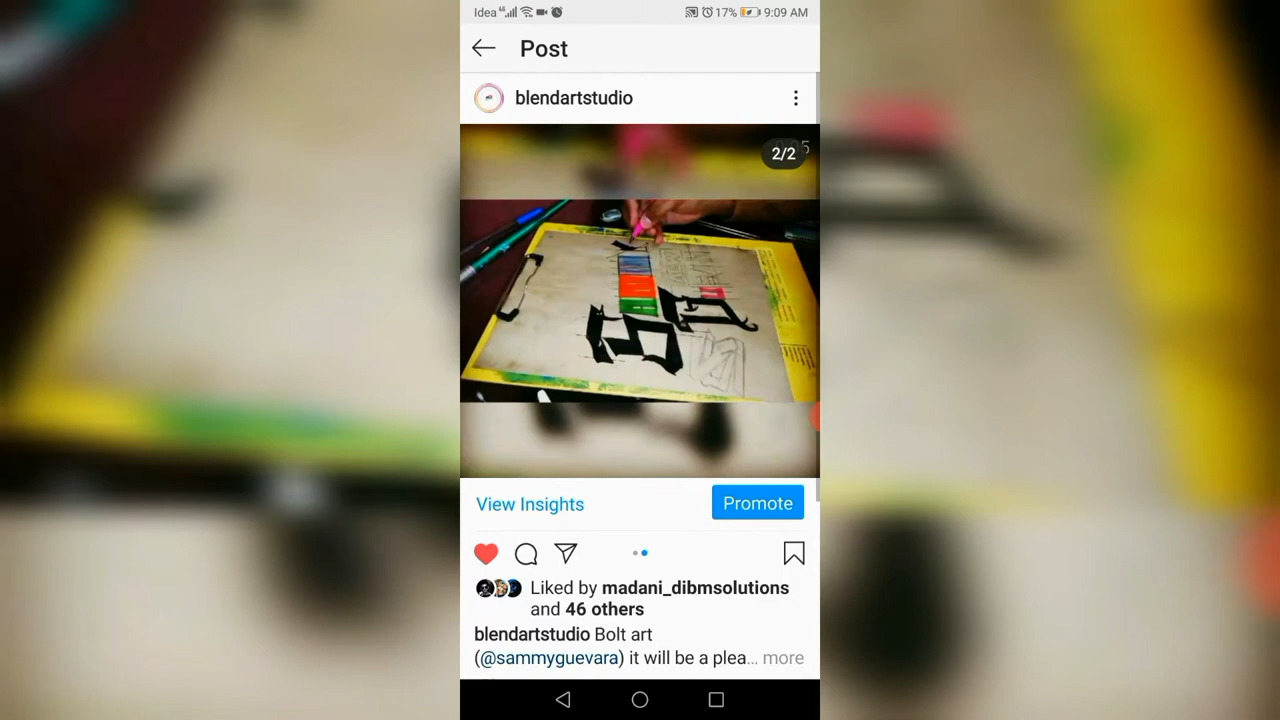 Idea 4G 17% 9:09 AM
Post
blendartstudio
2/2
View Insights
Promote
Liked by madani_dibmsolutions
and 46 others
blendartstudio Bolt art
(@sammyguevara) it will be a plea... more